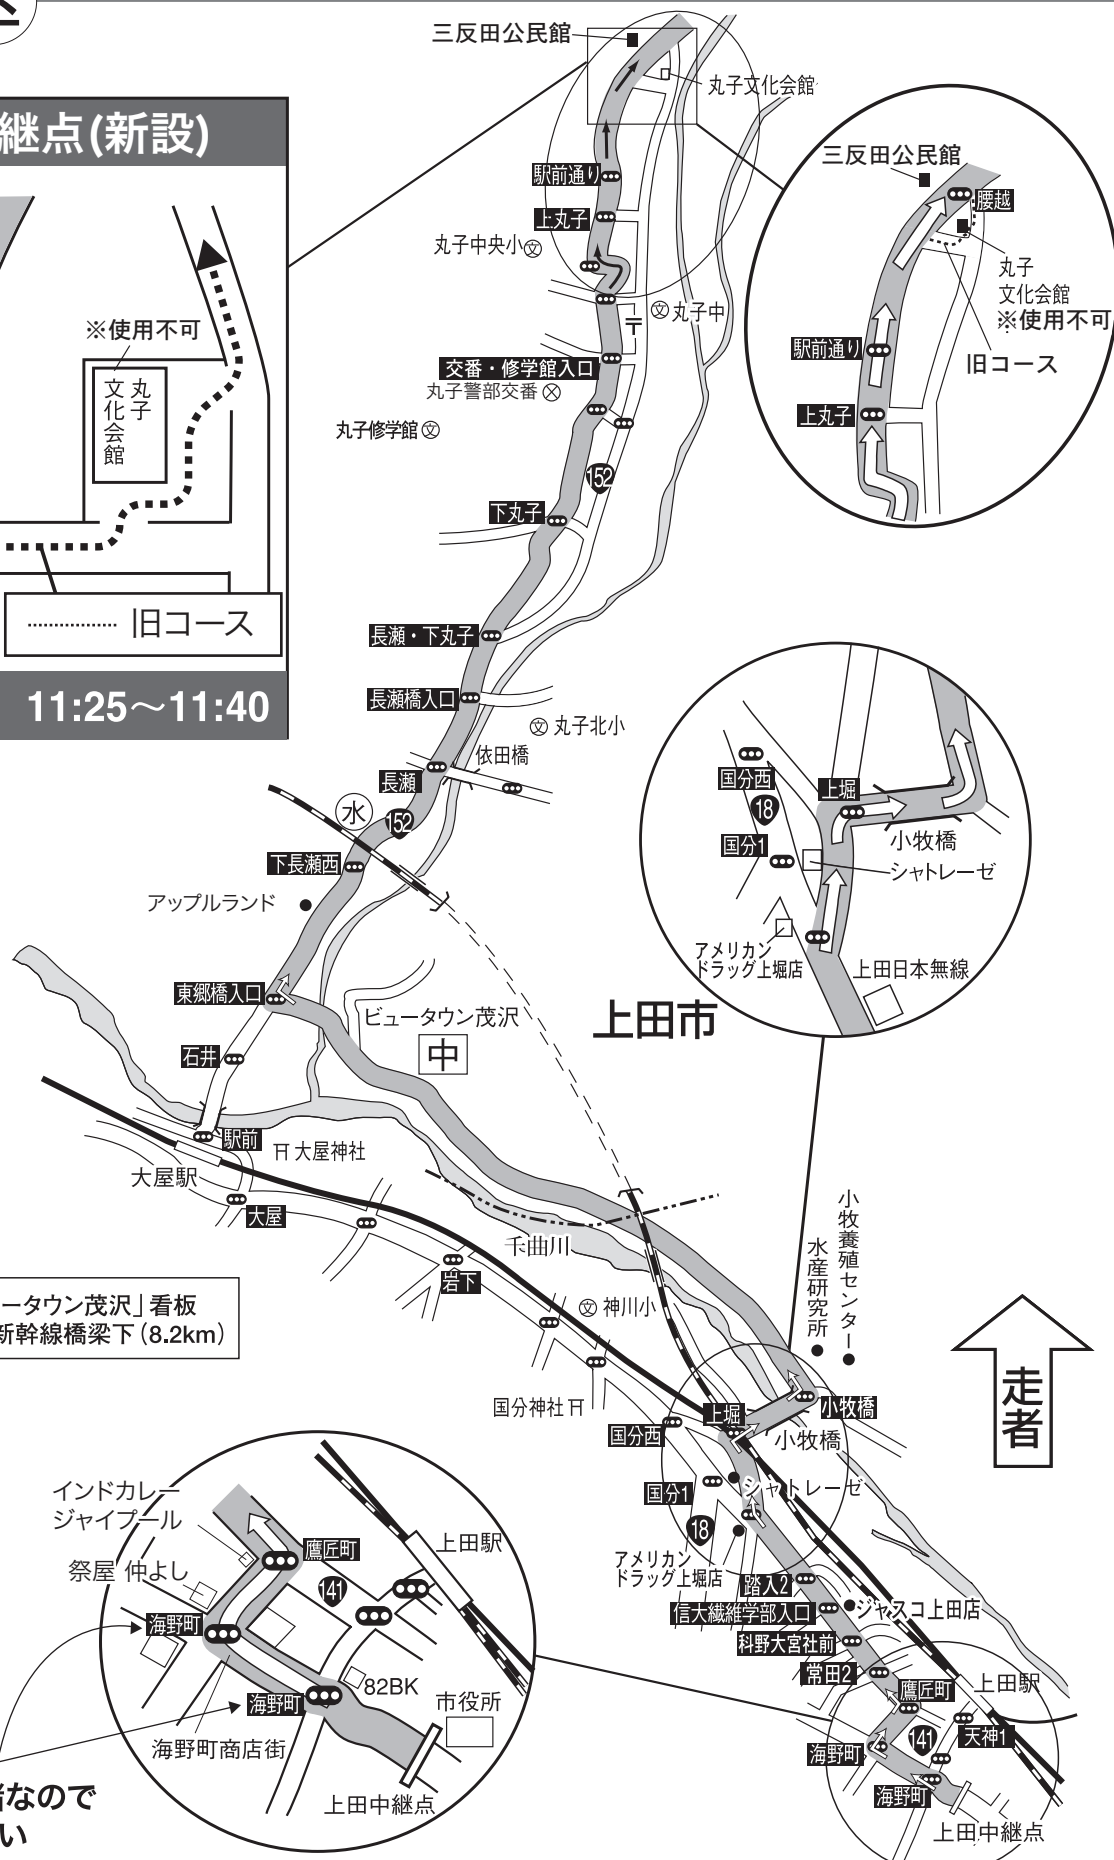 三反田公民館
丸子文化会館
継点(新設)
※使用不可
丸子
文化会館
旧コース
11:25～11:40
駅前通り
上丸子
丸子中央小
文
文
丸子中
〒
交番・修学館入口
丸子警部交番
丸子修学館
文
152
下丸子
長瀬・下丸子
長瀬橋入口
文
丸子北小
依田橋
長瀬
水
152
下長瀬西
アップルランド
東郷橋入口
ビュータウン茂沢
中
石井
駅前
大屋神社
大屋駅
大屋
千曲川
岩下
文
神川小
国分神社
国分西
上堀
小牧橋
小牧橋
国分1
シャトレーゼ
18
アメリカン
ドラッグ上堀店
踏入2
信大繊維学部入口
ジャスコ上田店
科野大宮社前
常田2
鷹匠町
上田駅
141
天神1
海野町
海野町
上田中継点
三反田公民館
腰越
丸子
文化会館
※使用不可
駅前通り
旧コース
上丸子
国分西
18
上堀
国分1
小牧橋
シャトレーゼ
アメリカン
ドラッグ上堀店
上田日本無線
上田市
小牧養殖センター
水産研究所
走者
ータウン茂沢」看板
新幹線橋梁下(8.2km)
インドカレー
ジャイプール
祭屋 仲よし
鷹匠町
上田駅
141
海野町
海野町
82BK
市役所
海野町商店街
上田中継点
なので
い